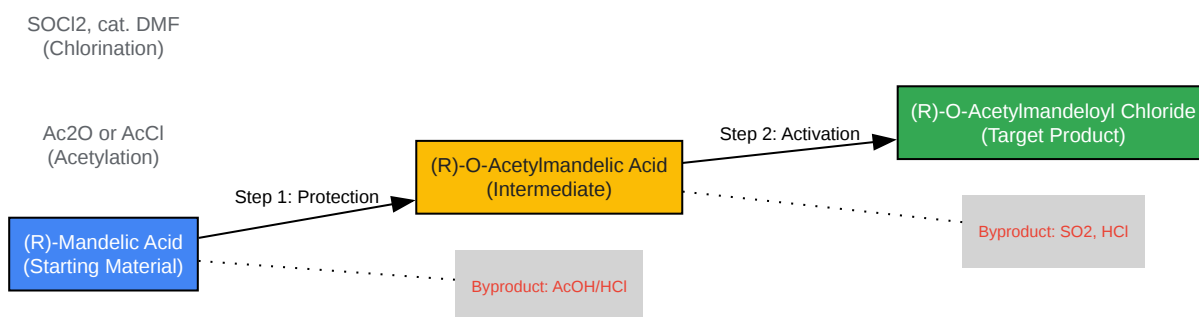 SOCl2, cat. DMF
(Chlorination)
Ac2O or AcCl
(Acetylation)
(R)-Mandelic Acid
(Starting Material)
Step 1: Protection
(R)-O-Acetylmandelic Acid
(Intermediate)
Byproduct: AcOH/HCl
Step 2: Activation
(R)-O-Acetylmandeloyl Chloride
(Target Product)
Byproduct: SO2, HCl